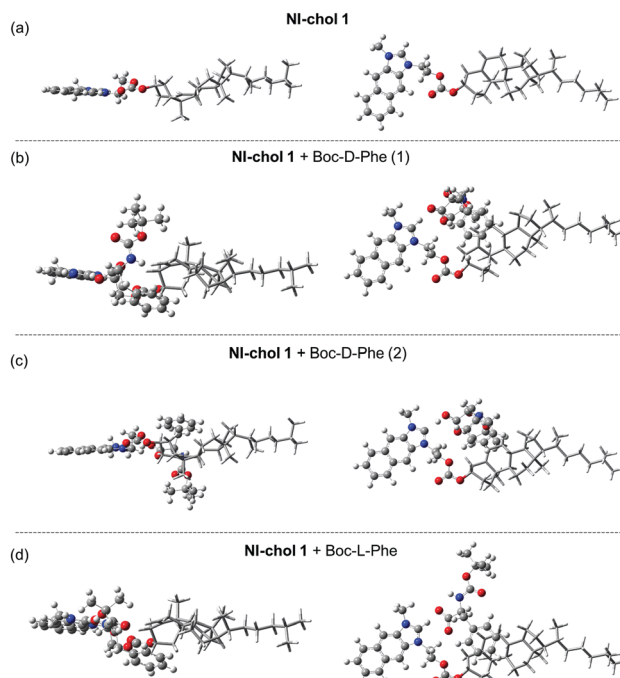 (a)
NI-chol 1
(b)
NI-chol 1 + Boc-D-Phe (1)
(c)
NI-chol 1 + Boc-D-Phe (2)
(d)
NI-chol 1 + Boc-L-Phe